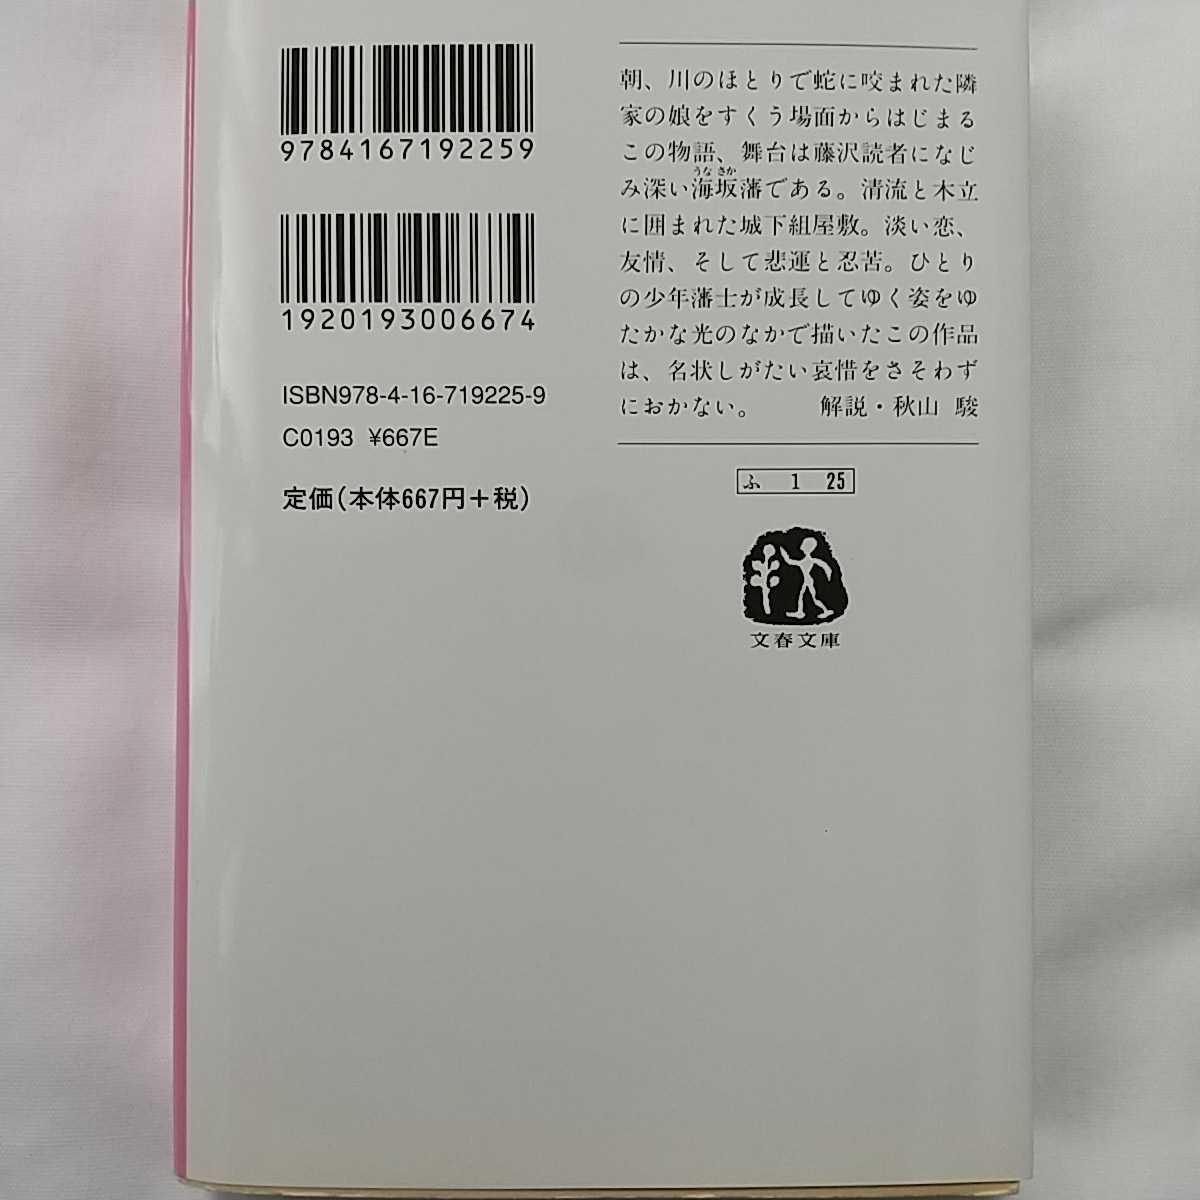 9784167192259
1920193006674
ISBN978-4-16-719225-9
C0193 ¥667E
定価(本体667円+税)
朝、川のほとりで蛇に咬まれた隣
家の娘をすくう場面からはじまる
この物語、舞台は藤沢読者になじ
うな さか
み深い海坂藩である。清流と木立
に囲まれた城下組屋敷。淡い恋、
友情、そして悲運と忍苦。ひとり
の少年藩士が成長してゆく姿をゆ
たかな光のなかで描いたこの作品
は、名状しがたい哀惜をさそわず
におかない。 解説・秋山 駿
ふ 1 25
文春文庫